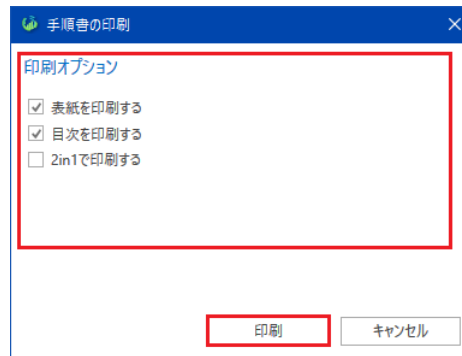 手順書の印刷
印刷オプション
表紙を印刷する
目次を印刷する
2in1で印刷する
印刷
キャンセル